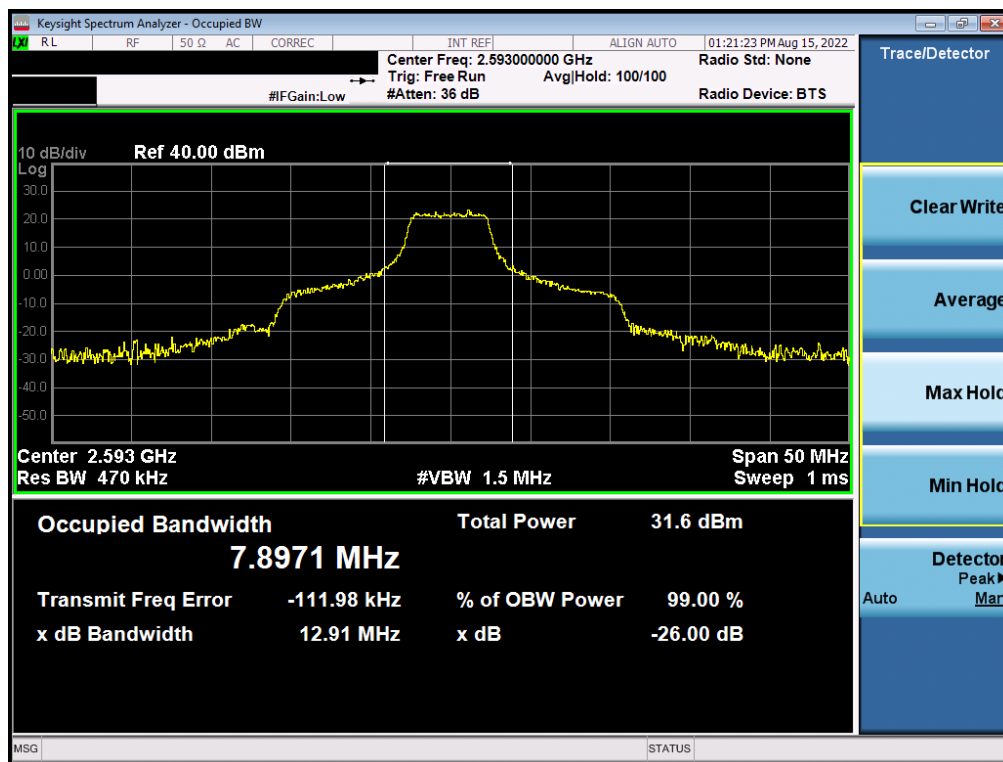 Keysight Spectrum Analyzer - Occupied BW
LXI RL RF 50 Ω AC CORREC INT REF ALIGN AUTO 01:21:23 PM Aug 15, 2022
Center Freq: 2.593000000 GHz Radio Std: None
Trig: Free Run Avg|Hold: 100/100
#IFGain:Low #Atten: 36 dB Radio Device: BTS
10 dB/div Ref 40.00 dBm
Log
30.0
20.0
10.0
0.00
-10.0
-20.0
-30.0
-40.0
-50.0
Center 2.593 GHz Span 50 MHz
Res BW 470 kHz #VBW 1.5 MHz Sweep 1 ms
Occupied Bandwidth Total Power 31.6 dBm
7.8971 MHz
Transmit Freq Error -111.98 kHz % of OBW Power 99.00 %
x dB Bandwidth 12.91 MHz x dB -26.00 dB
MSG STATUS
Trace/Detector
Clear Write
Average
Max Hold
Min Hold
Detector
Peak▶
Auto Man